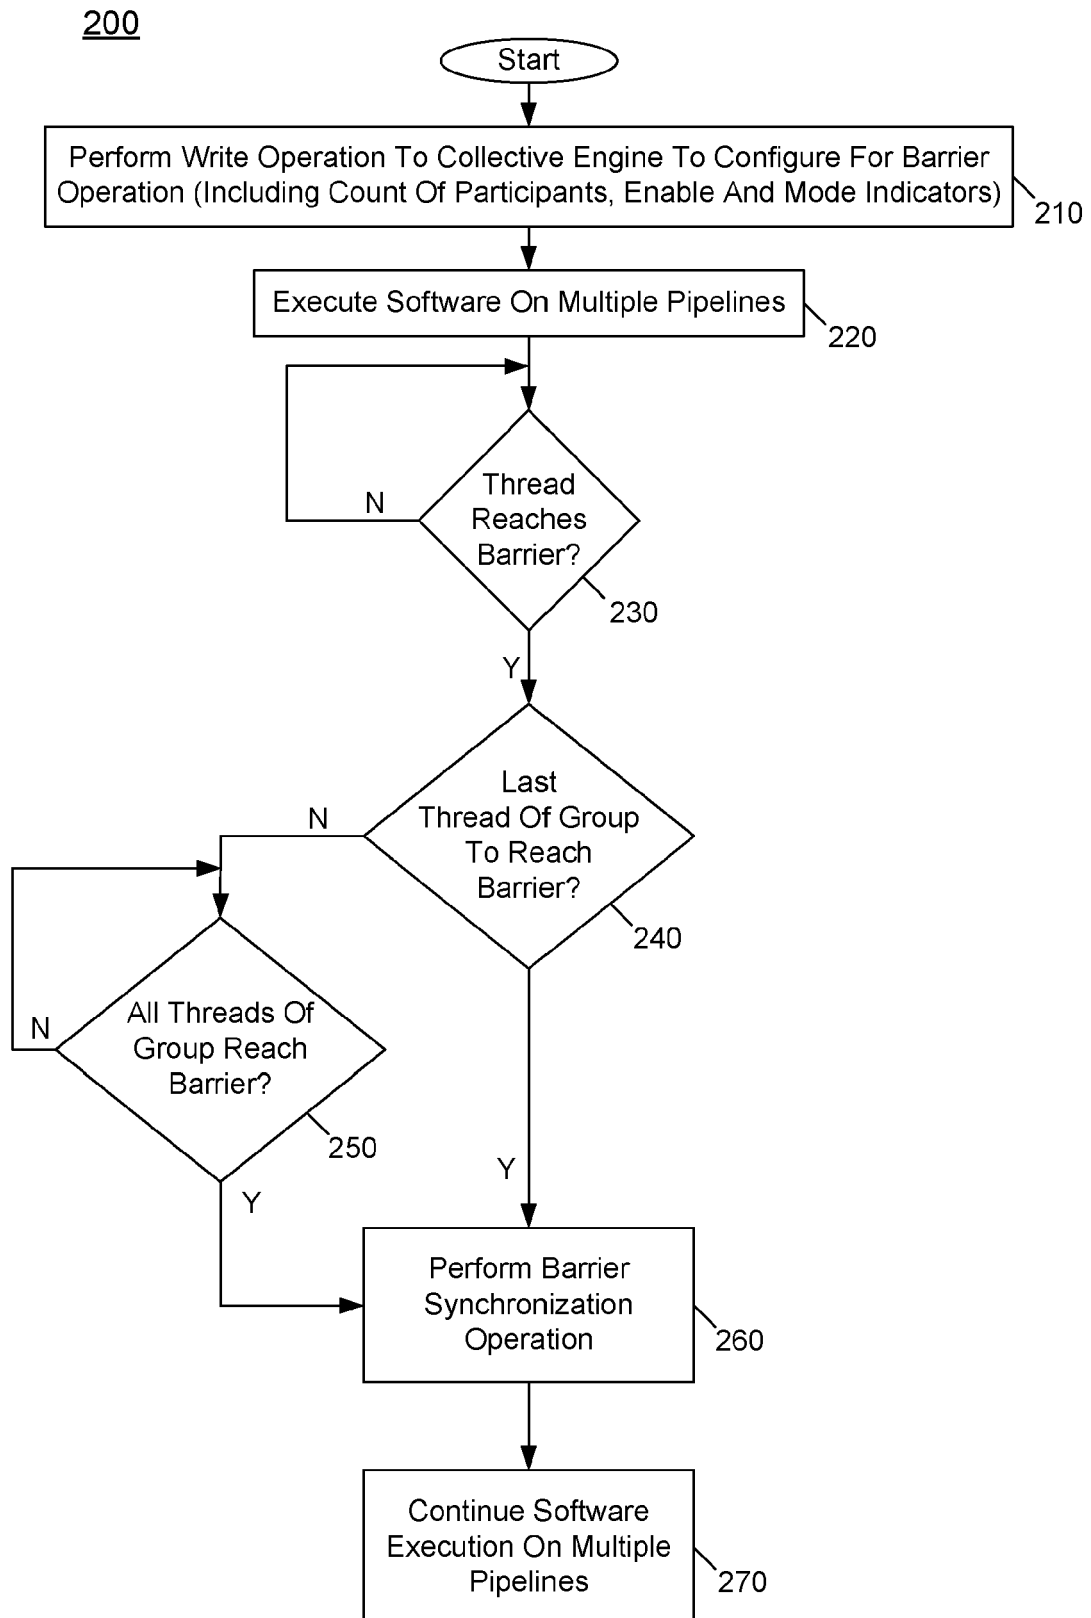 200
Start
Perform Write Operation To Collective Engine To Configure For Barrier
Operation (Including Count Of Participants, Enable And Mode Indicators)
210
Execute Software On Multiple Pipelines
220
Thread
Reaches
Barrier?
N
230
Y
Last
Thread Of Group
To Reach
Barrier?
N
240
All Threads Of
Group Reach
Barrier?
N
250
Y
Y
Perform Barrier
Synchronization
Operation
260
Continue Software
Execution On Multiple
Pipelines
270